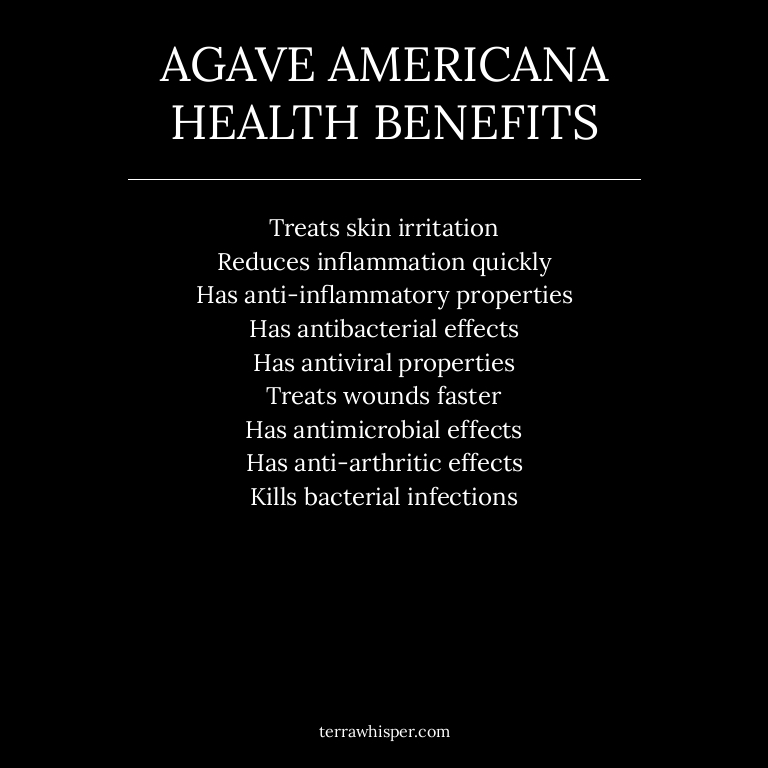 AGAVE AMERICANA
HEALTH BENEFITS
Treats skin irritation
Reduces inflammation quickly
Has anti-inflammatory properties
Has antibacterial effects
Has antiviral properties
Treats wounds faster
Has antimicrobial effects
Has anti-arthritic effects
Kills bacterial infections
terrawhisper.com